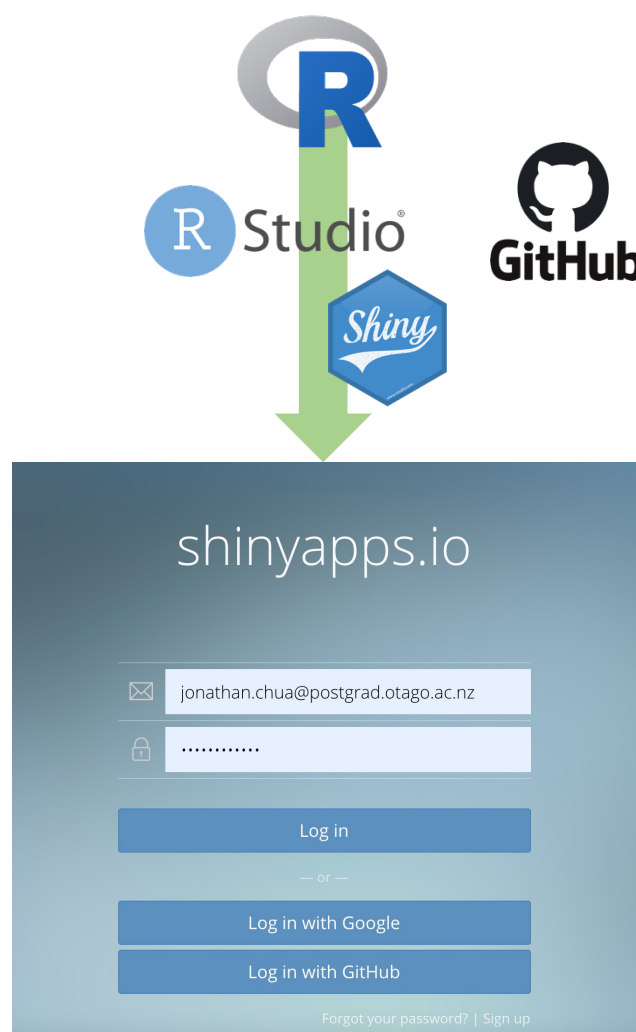 R
R Studio®
GitHub
Shiny
shinyapps.io
jonathan.chua@postgrad.otago.ac.nz
••••••••••••
Log in
— or —
Log in with Google
Log in with GitHub
Forgot your password? | Sign up